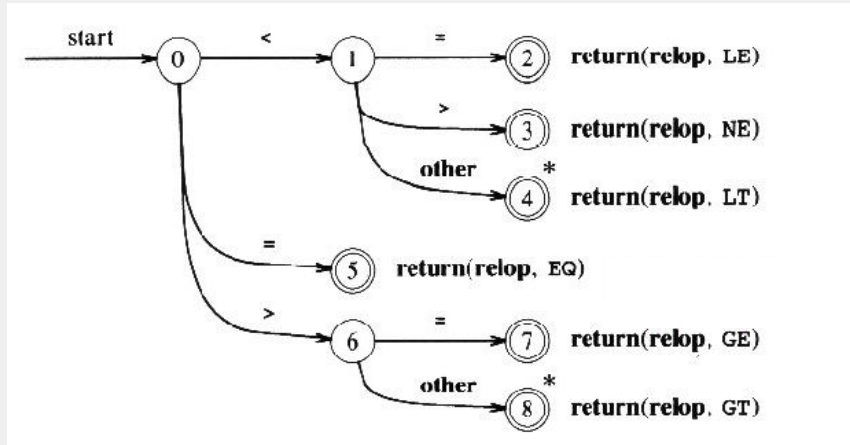 start
0
<
1
=
2
return(relop, LE)
>
3
return(relop, NE)
other
4
*
return(relop, LT)
=
5
return(relop, EQ)
>
6
=
7
return(relop, GE)
other
8
*
return(relop, GT)